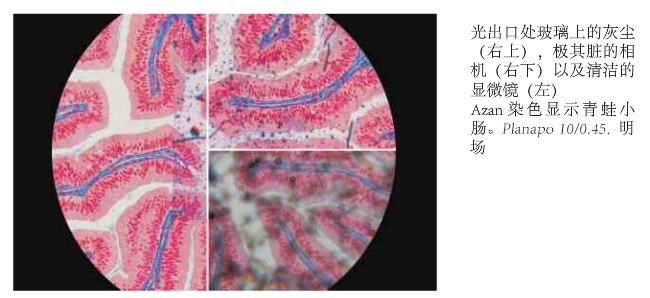 光出口处玻璃上的灰尘
（右上），极其脏的相
机（右下）以及清洁的
显微镜（左）
Azan 染色显示青蛙小
肠。Planapo 10/0.45. 明
场